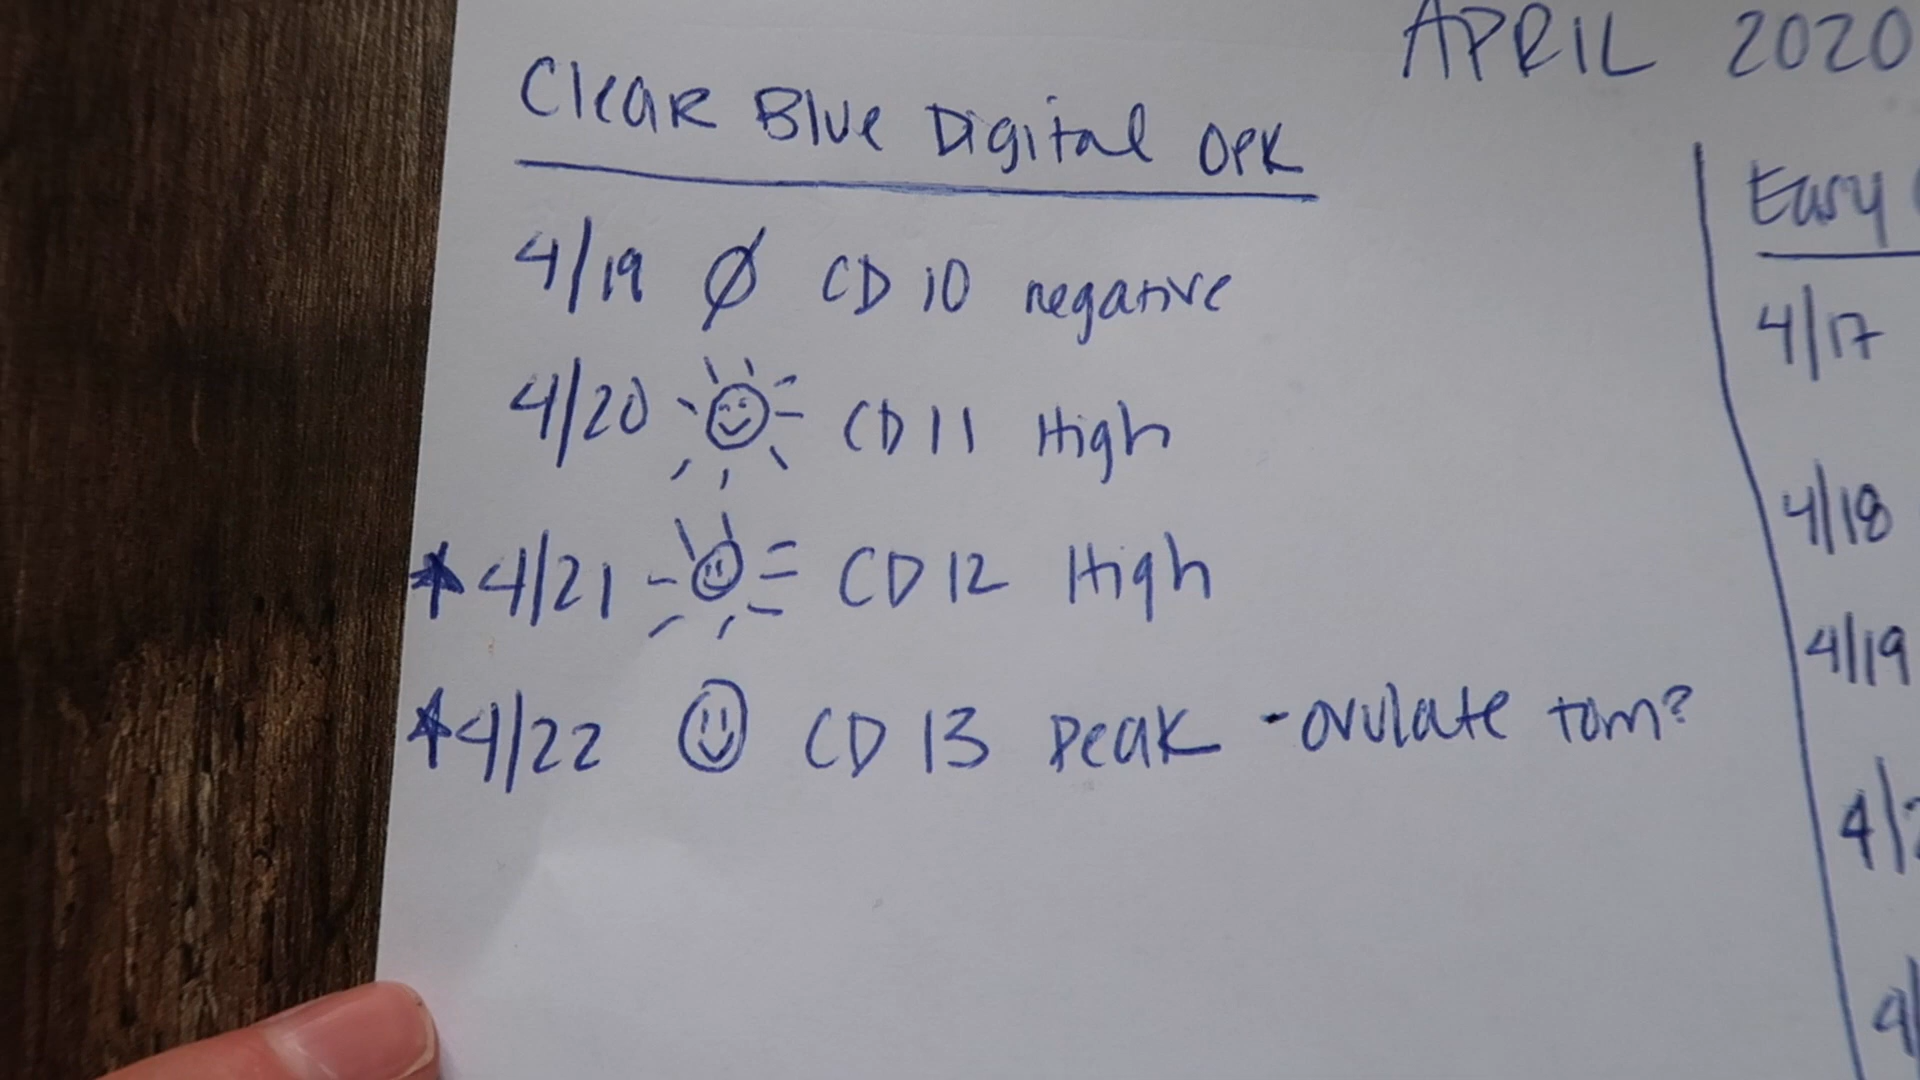 APRIL 2020
Clear Blue Digital OPK
4/19 Ø CD 10 negative
4/20 CD 11 High
★ 4/21 CD 12 High
★ 4/22 CD 13 Peak - ovulate tom?
Easy
4/17
4/18
4/19